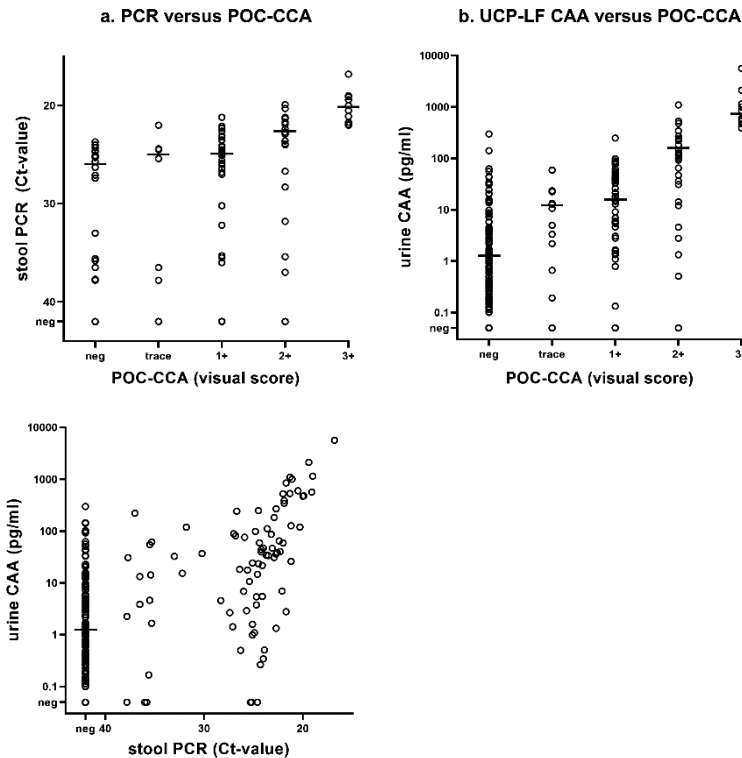 a. PCR versus POC-CCA
20
30
40
neg
stool PCR (Ct-value)
neg trace 1+ 2+ 3+
POC-CCA (visual score)
b. UCP-LF CAA versus POC-CCA
10000
1000
100
10
1
0.1
neg
urine CAA (pg/ml)
neg trace 1+ 2+ 3+
POC-CCA (visual score)
10000
1000
100
10
1
0.1
neg
urine CAA (pg/ml)
neg 40 30 20
stool PCR (Ct-value)